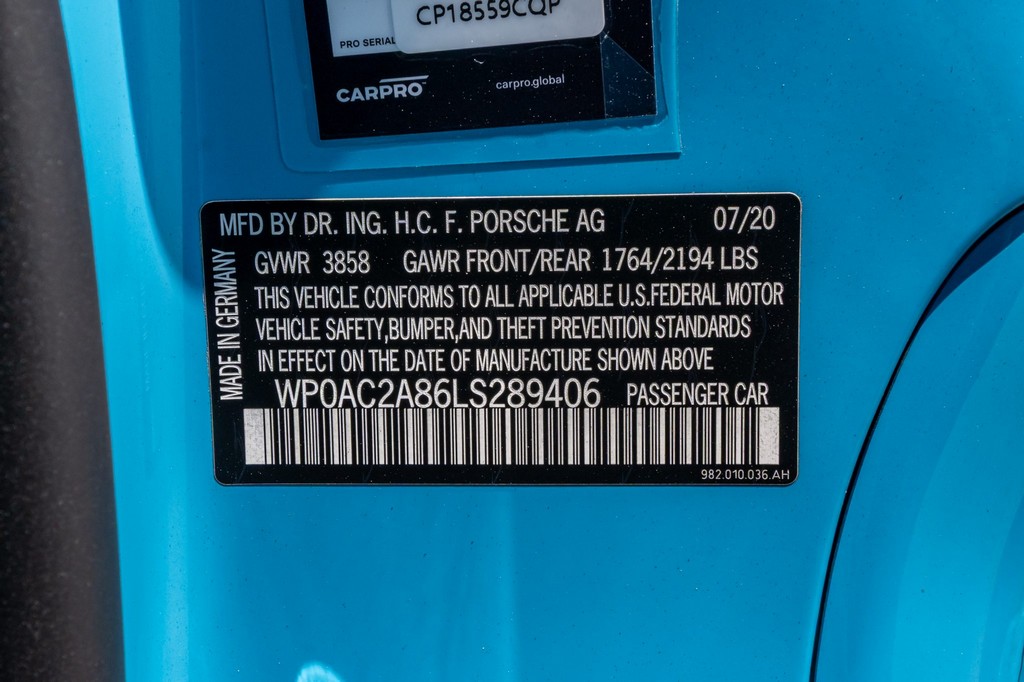 CP18559CQP
PRO SERIAL
CARPRO
carpro.global
MFD BY DR. ING. H.C. F. PORSCHE AG 07/20
GVWR 3858 GAWR FRONT/REAR 1764/2194 LBS
THIS VEHICLE CONFORMS TO ALL APPLICABLE U.S.FEDERAL MOTOR
VEHICLE SAFETY,BUMPER,AND THEFT PREVENTION STANDARDS
IN EFFECT ON THE DATE OF MANUFACTURE SHOWN ABOVE
MADE IN GERMANY
WP0AC2A86LS289406 PASSENGER CAR
982.010.036.AH